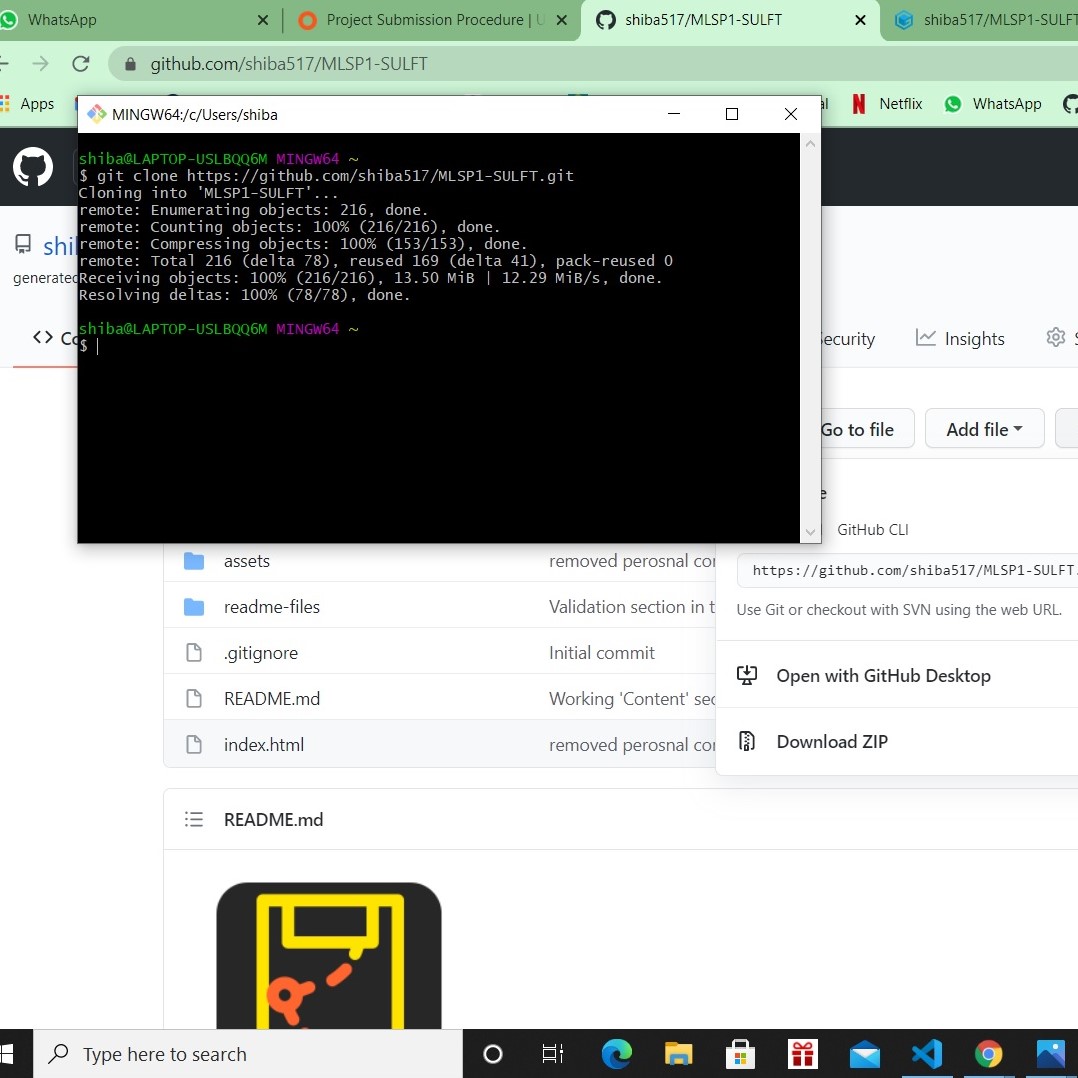 WhatsApp
Project Submission Procedure |
shiba517/MLSP1-SULFT
shiba517/MLSP1-SULFT
github.com/shiba517/MLSP1-SULFT
Apps
Netflix
WhatsApp
MINGW64:/c/Users/shiba
shiba@LAPTOP-USLBQQ6M MINGW64 ~
$ git clone https://github.com/shiba517/MLSP1-SULFT.git
Cloning into 'MLSP1-SULFT'...
remote: Enumerating objects: 216, done.
remote: Counting objects: 100% (216/216), done.
remote: Compressing objects: 100% (153/153), done.
remote: Total 216 (delta 78), reused 169 (delta 41), pack-reused 0
Receiving objects: 100% (216/216), 13.50 MiB | 12.29 MiB/s, done.
Resolving deltas: 100% (78/78), done.
shiba@LAPTOP-USLBQQ6M MINGW64 ~
$
shi
generated
Co
ecurity
Insights
Go to file
Add file
GitHub CLI
https://github.com/shiba517/MLSP1-SULFT.
Use Git or checkout with SVN using the web URL.
Open with GitHub Desktop
Download ZIP
assets removed perosnal co
readme-files Validation section in t
.gitignore Initial commit
README.md Working 'Content' sec
index.html removed perosnal co
README.md
Type here to search